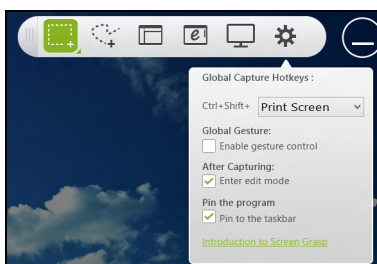 Global Capture Hotkeys :
Ctrl+Shift+ Print Screen
Global Gesture:
Enable gesture control
After Capturing:
Enter edit mode
Pin the program
Pin to the taskbar
Introduction to Screen Grasp